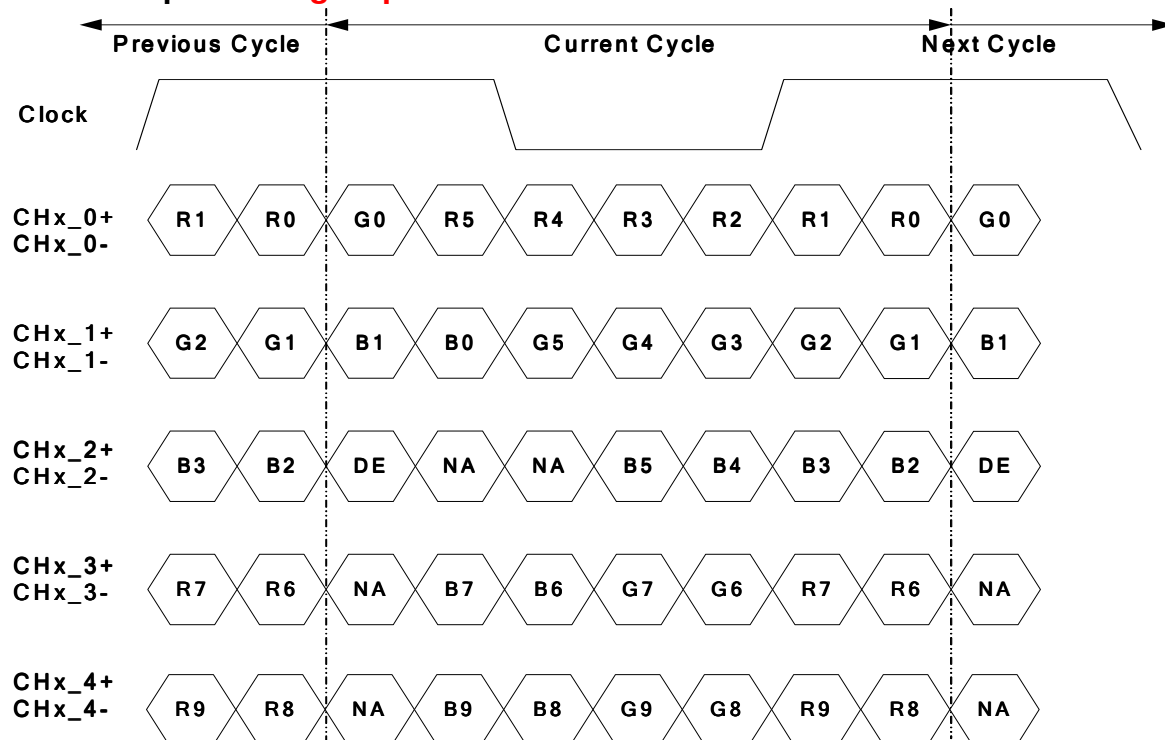 Previous Cycle Current Cycle Next Cycle
Clock
CHx_0+
CHx_0-
R1 R0 G0 R5 R4 R3 R2 R1 R0 G0
CHx_1+
CHx_1-
G2 G1 B1 B0 G5 G4 G3 G2 G1 B1
CHx_2+
CHx_2-
B3 B2 DE NA NA B5 B4 B3 B2 DE
CHx_3+
CHx_3-
R7 R6 NA B7 B6 G7 G6 R7 R6 NA
CHx_4+
CHx_4-
R9 R8 NA B9 B8 G9 G8 R9 R8 NA